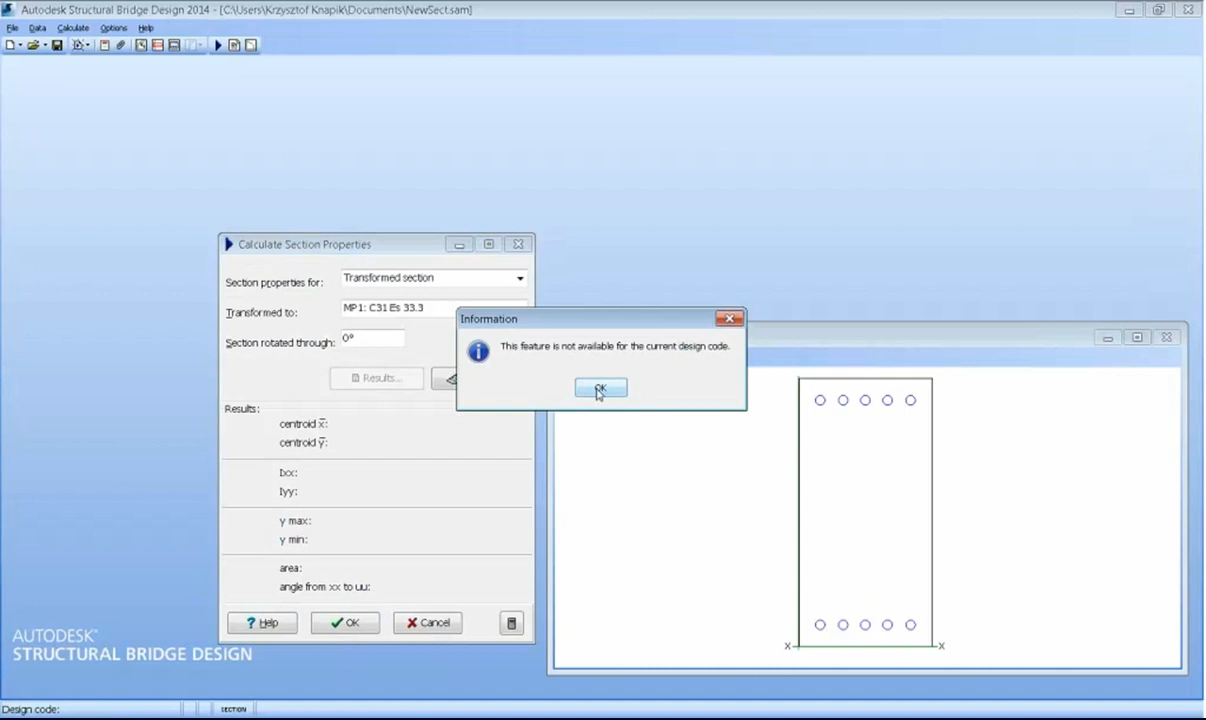 Autodesk Structural Bridge Design 2014 - [C:\Users\Krzysztof Knapik\Documents\NewSect.sam]
File Data Calculate Options Help
Calculate Section Properties
Section properties for: Transformed section
Transformed to: MP1: C31 Es 33.3
Section rotated through: 0°
Results...
Information
This feature is not available for the current design code.
OK
Results:
centroid x̄:
centroid ȳ:
Ixx:
Iyy:
y max:
y min:
area:
angle from xx to uu:
Help OK Cancel
X X
AUTODESK™
STRUCTURAL BRIDGE DESIGN
Design code: SECTION